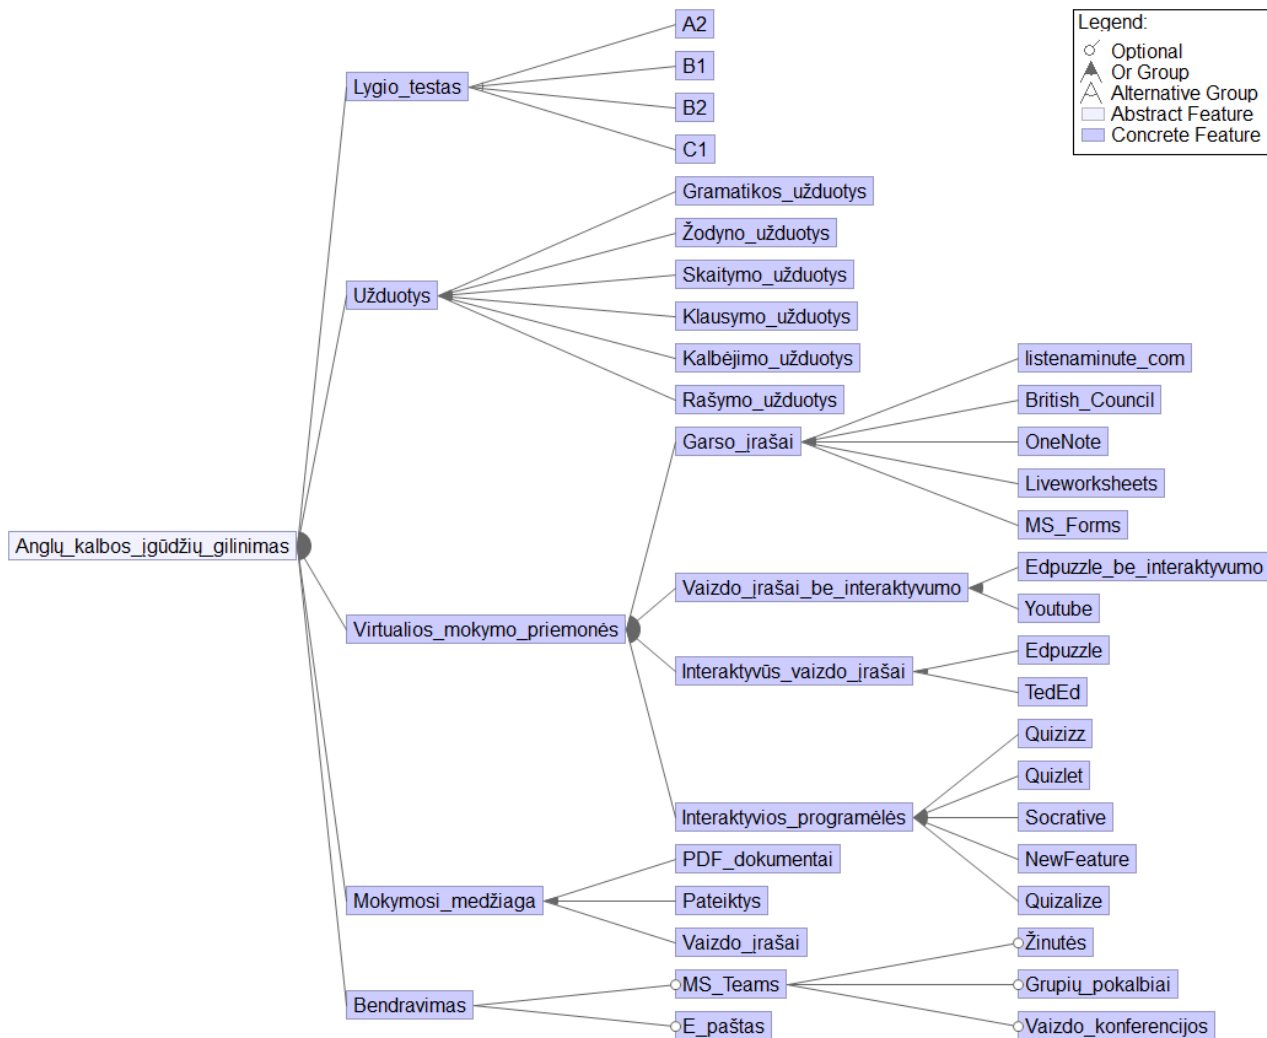 A2
B1
B2
C1
Lygio_testas
Gramatikos_užduotys
Žodyno_užduotys
Skaitymo_užduotys
Klausymo_užduotys
Kalbėjimo_užduotys
Rašymo_užduotys
Užduotys
listenaminute_com
British_Council
OneNote
Liveworksheets
MS_Forms
Garso_įrašai
Anglų_kalbos_įgūdžių_gilinimas
Edpuzzle_be_interaktyvumo
Youtube
Vaizdo_įrašai_be_interaktyvumo
Virtualios_mokymo_priemonės
Edpuzzle
TedEd
Interaktyvūs_vaizdo_įrašai
Quizizz
Quizlet
Socrative
NewFeature
Quizalize
Interaktyvios_programėlės
PDF_dokumentai
Pateiktys
Vaizdo_įrašai
Mokymosi_medžiaga
Žinutės
Grupių_pokalbiai
Vaizdo_konferencijos
MS_Teams
E_paštas
Bendravimas
Legend:
Optional
Or Group
Alternative Group
Abstract Feature
Concrete Feature